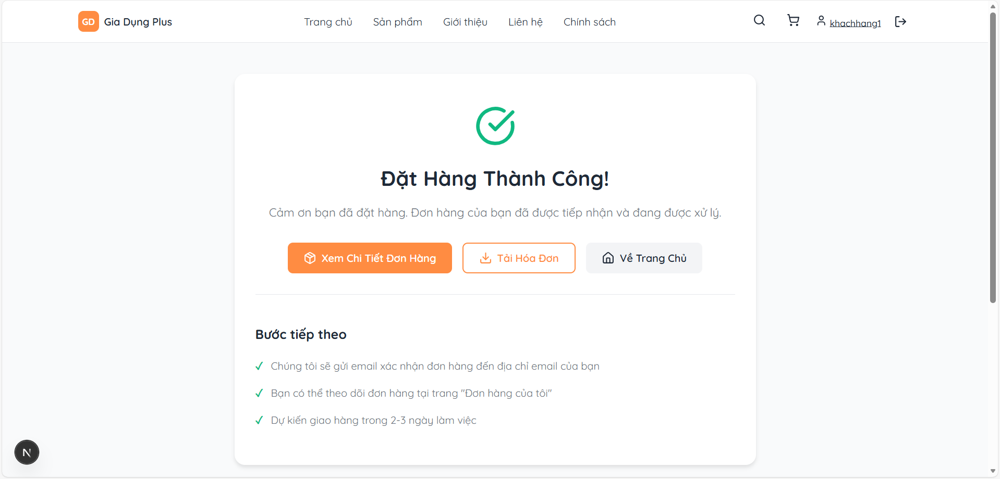 GD Gia Dụng Plus Trang chủ Sản phẩm Giới thiệu Liên hệ Chính sách khachhang1
Đặt Hàng Thành Công!
Cảm ơn bạn đã đặt hàng. Đơn hàng của bạn đã được tiếp nhận và đang được xử lý.
Xem Chi Tiết Đơn Hàng Tải Hóa Đơn Về Trang Chủ
Bước tiếp theo
✓ Chúng tôi sẽ gửi email xác nhận đơn hàng đến địa chỉ email của bạn
✓ Bạn có thể theo dõi đơn hàng tại trang "Đơn hàng của tôi"
✓ Dự kiến giao hàng trong 2-3 ngày làm việc
N